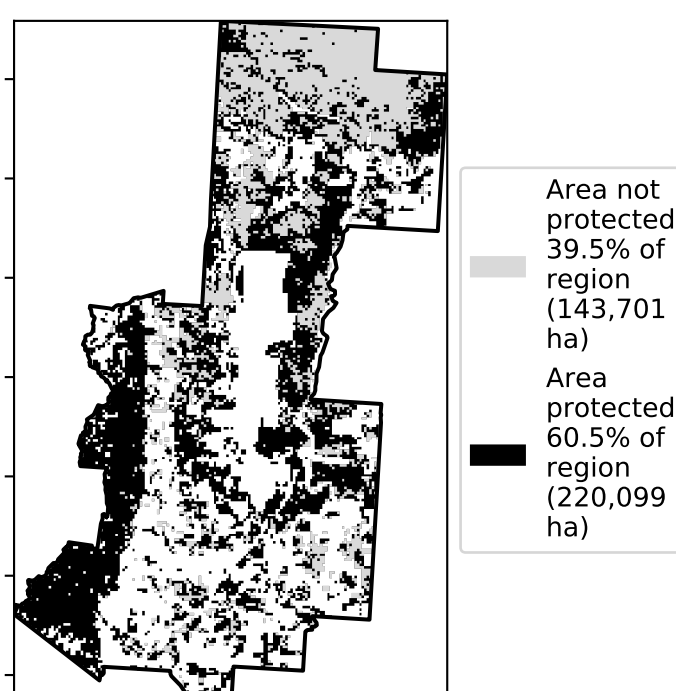 Area not
protected
39.5% of
region
(143,701
ha)
Area
protected
60.5% of
region
(220,099
ha)